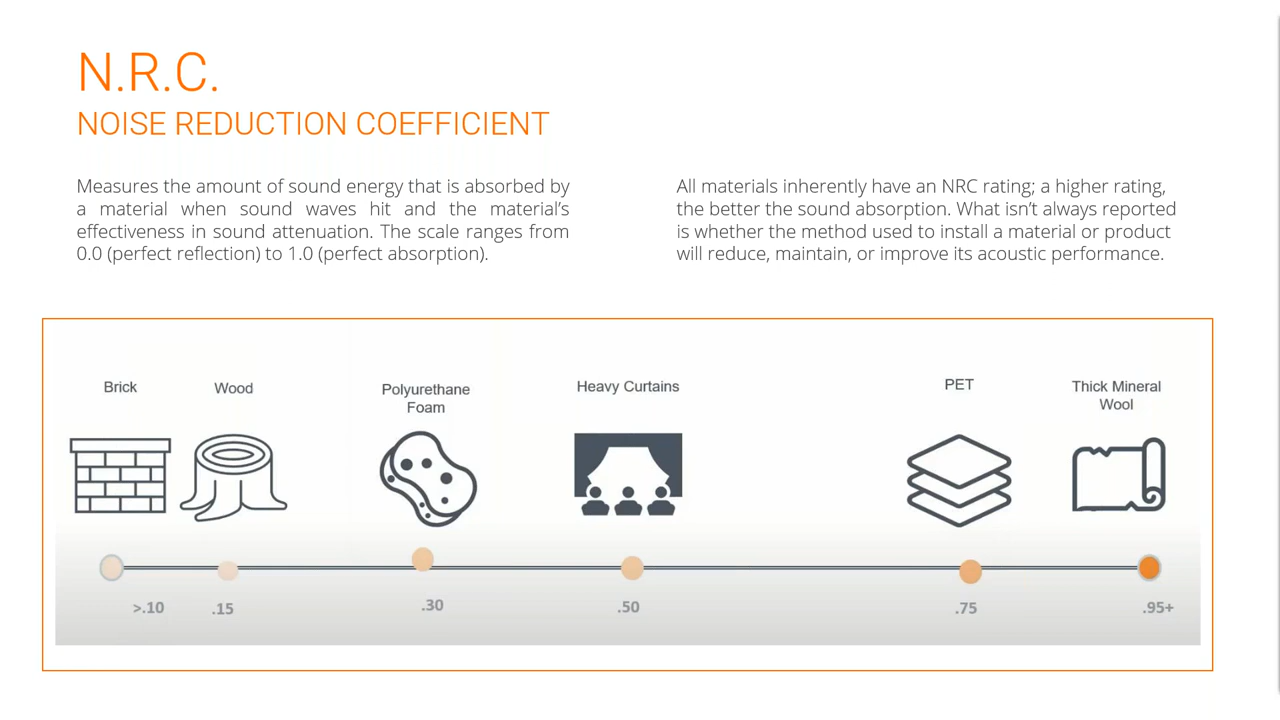 N.R.C.
NOISE REDUCTION COEFFICIENT
Measures the amount of sound energy that is absorbed by
a material when sound waves hit and the material’s
effectiveness in sound attenuation. The scale ranges from
0.0 (perfect reflection) to 1.0 (perfect absorption).
All materials inherently have an NRC rating; a higher rating,
the better the sound absorption. What isn’t always reported
is whether the method used to install a material or product
will reduce, maintain, or improve its acoustic performance.
Brick
Wood
Polyurethane
Foam
Heavy Curtains
PET
Thick Mineral
Wool
>.10
.15
.30
.50
.75
.95+